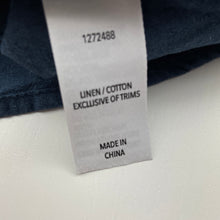 1272488
LINEN / COTTON
EXCLUSIVE OF TRIMS
MADE IN
CHINA